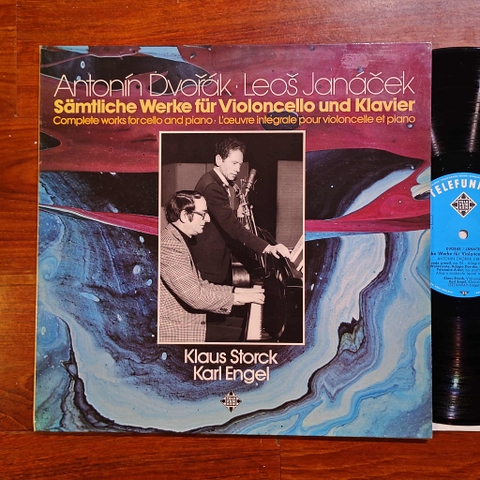 Antonín Dvořák · Leoš Janáček
Sämtliche Werke für Violoncello und Klavier
Complete works for cello and piano · L'œuvre intégrale pour violoncelle et piano
Klaus Storck
Karl Engel
TELEFUN